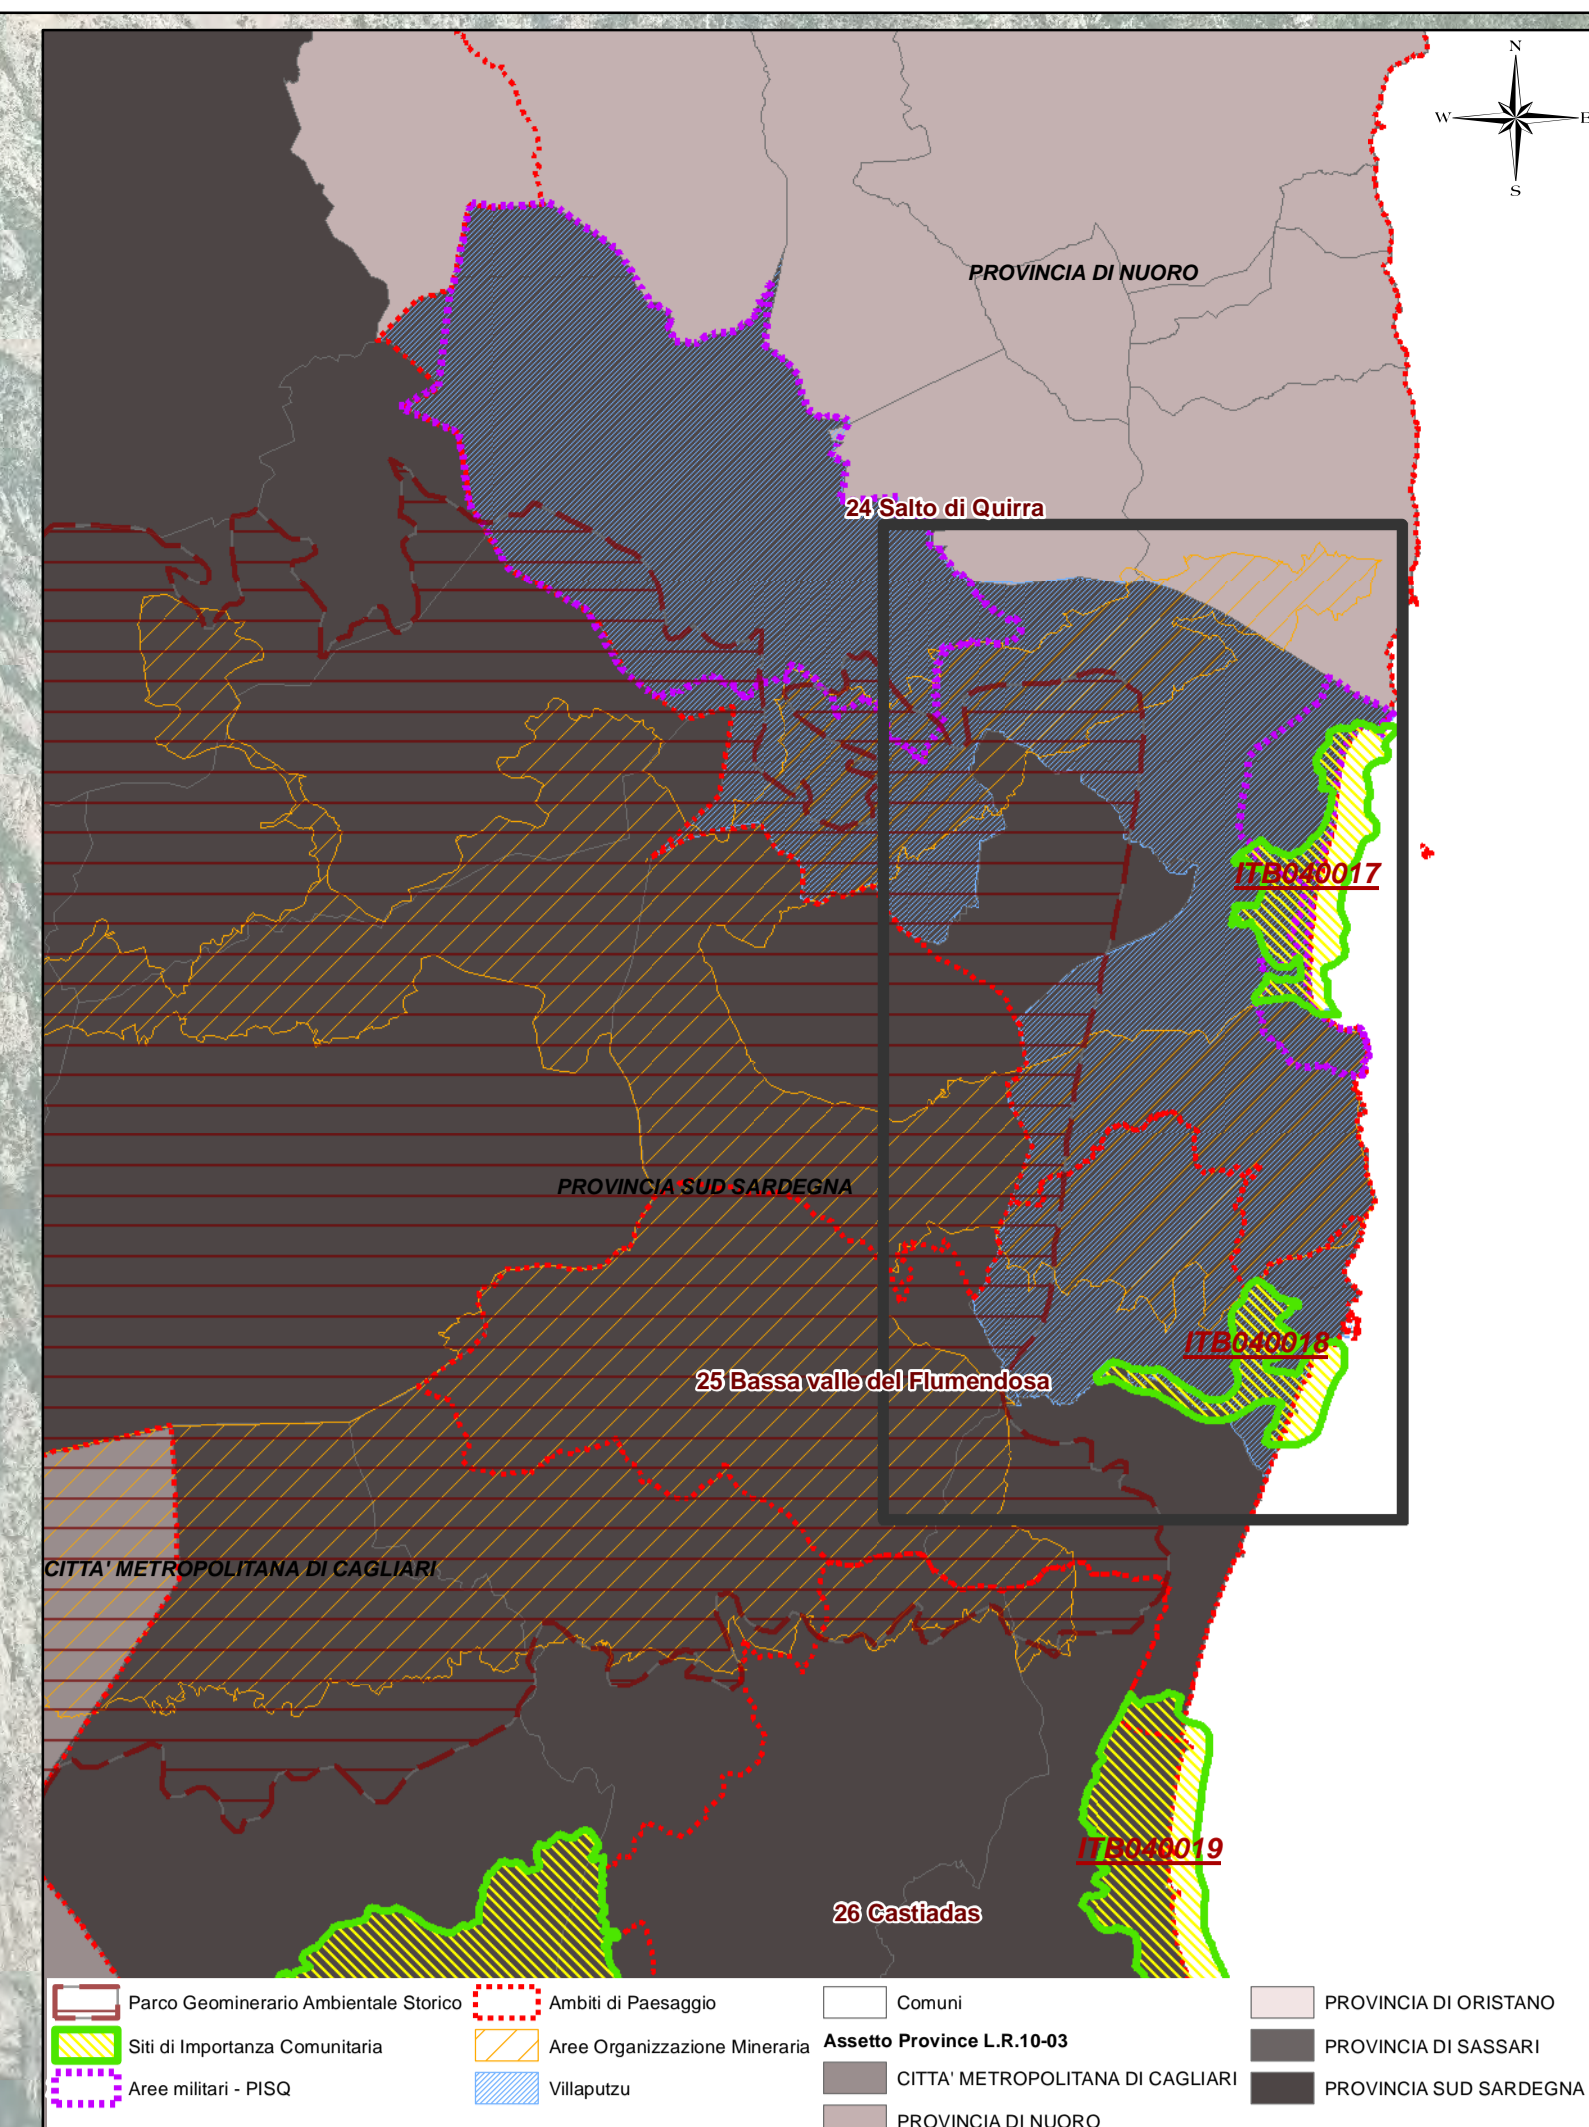 N
W
E
S
PROVINCIA DI NUORO
24 Salto di Quirra
ITB040017
PROVINCIA SUD SARDEGNA
ITB040018
25 Bassa valle del Flumendosa
CITTA' METROPOLITANA DI CAGLIARI
ITB040019
26 Castiadas
Parco Geominerario Ambientale Storico
Siti di Importanza Comunitaria
Aree militari - PISQ
Ambiti di Paesaggio
Aree Organizzazione Mineraria
Villaputzu
Comuni
Assetto Province L.R.10-03
CITTA' METROPOLITANA DI CAGLIARI
PROVINCIA DI NUORO
PROVINCIA DI ORISTANO
PROVINCIA DI SASSARI
PROVINCIA SUD SARDEGNA